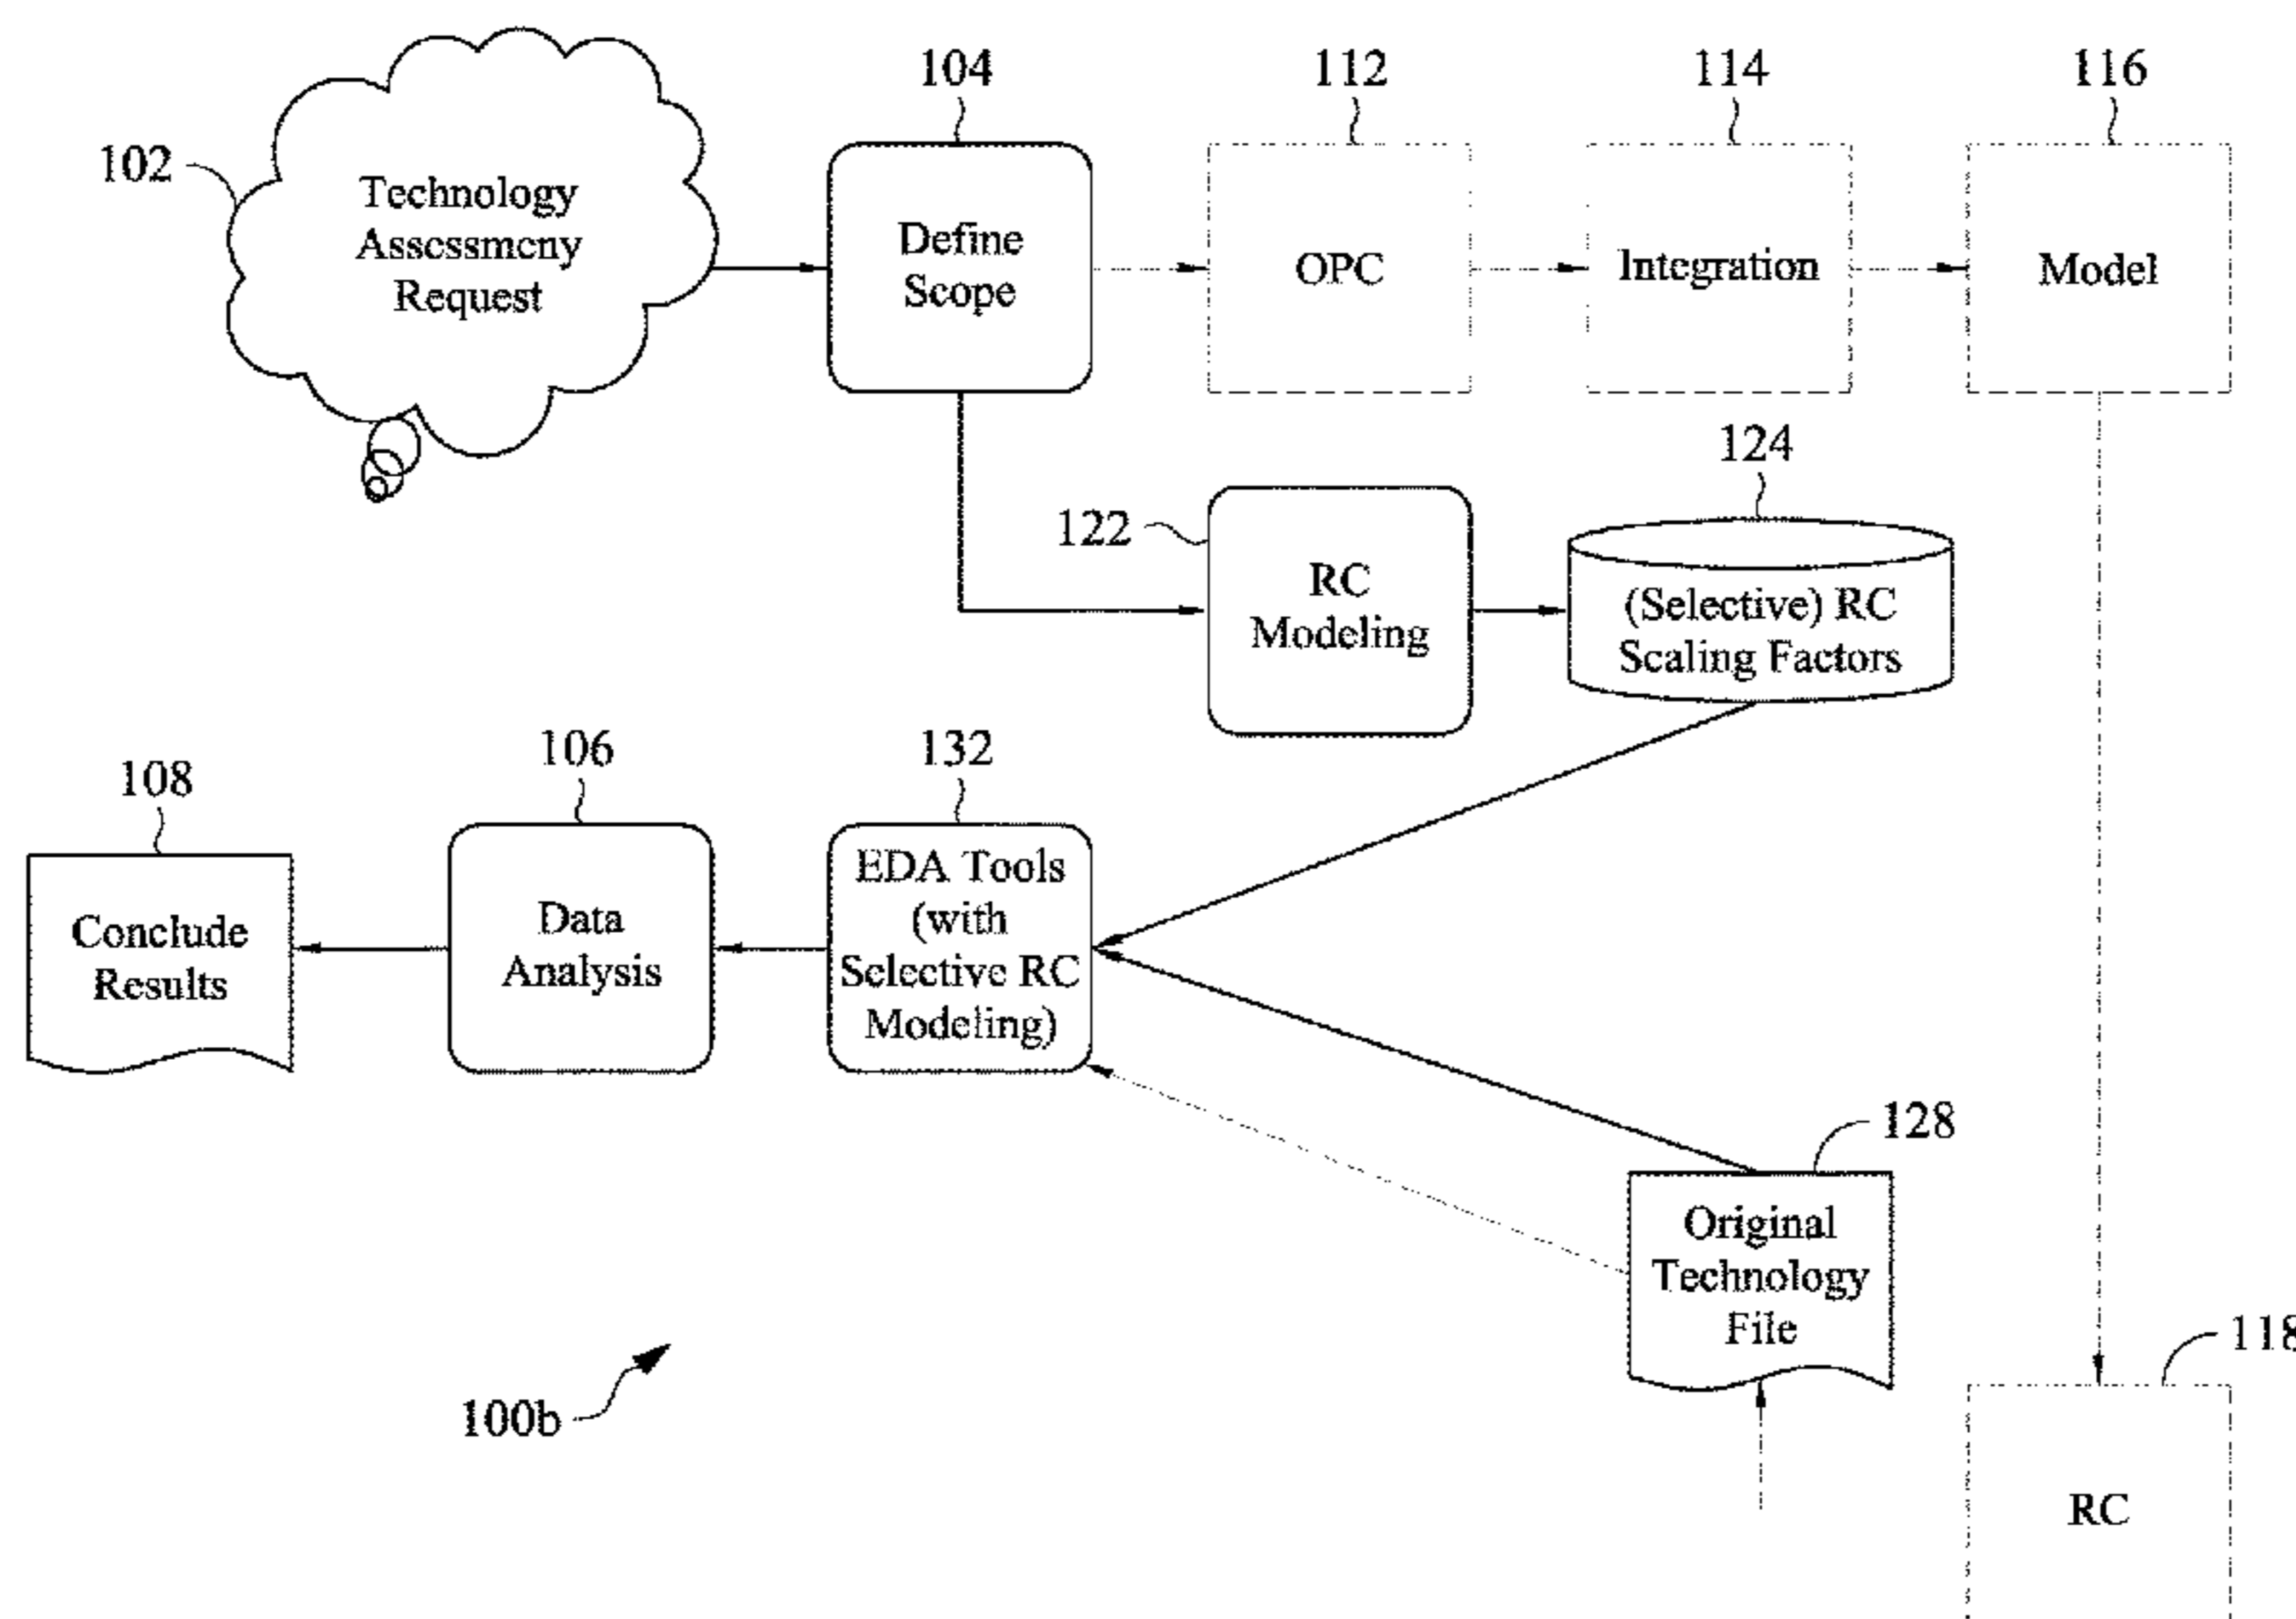 104
112
114
116
102
Technology
Assessmeny
Request
Define
Scope
OPC
Integration
Model
124
122
RC
Modeling
(Selective) RC
Scaling Factors
108
106
132
Conclude
Results
Data
Analysis
EDA Tools
(with
Selective RC
Modeling)
128
Original
Technology
File
118
100b
RC